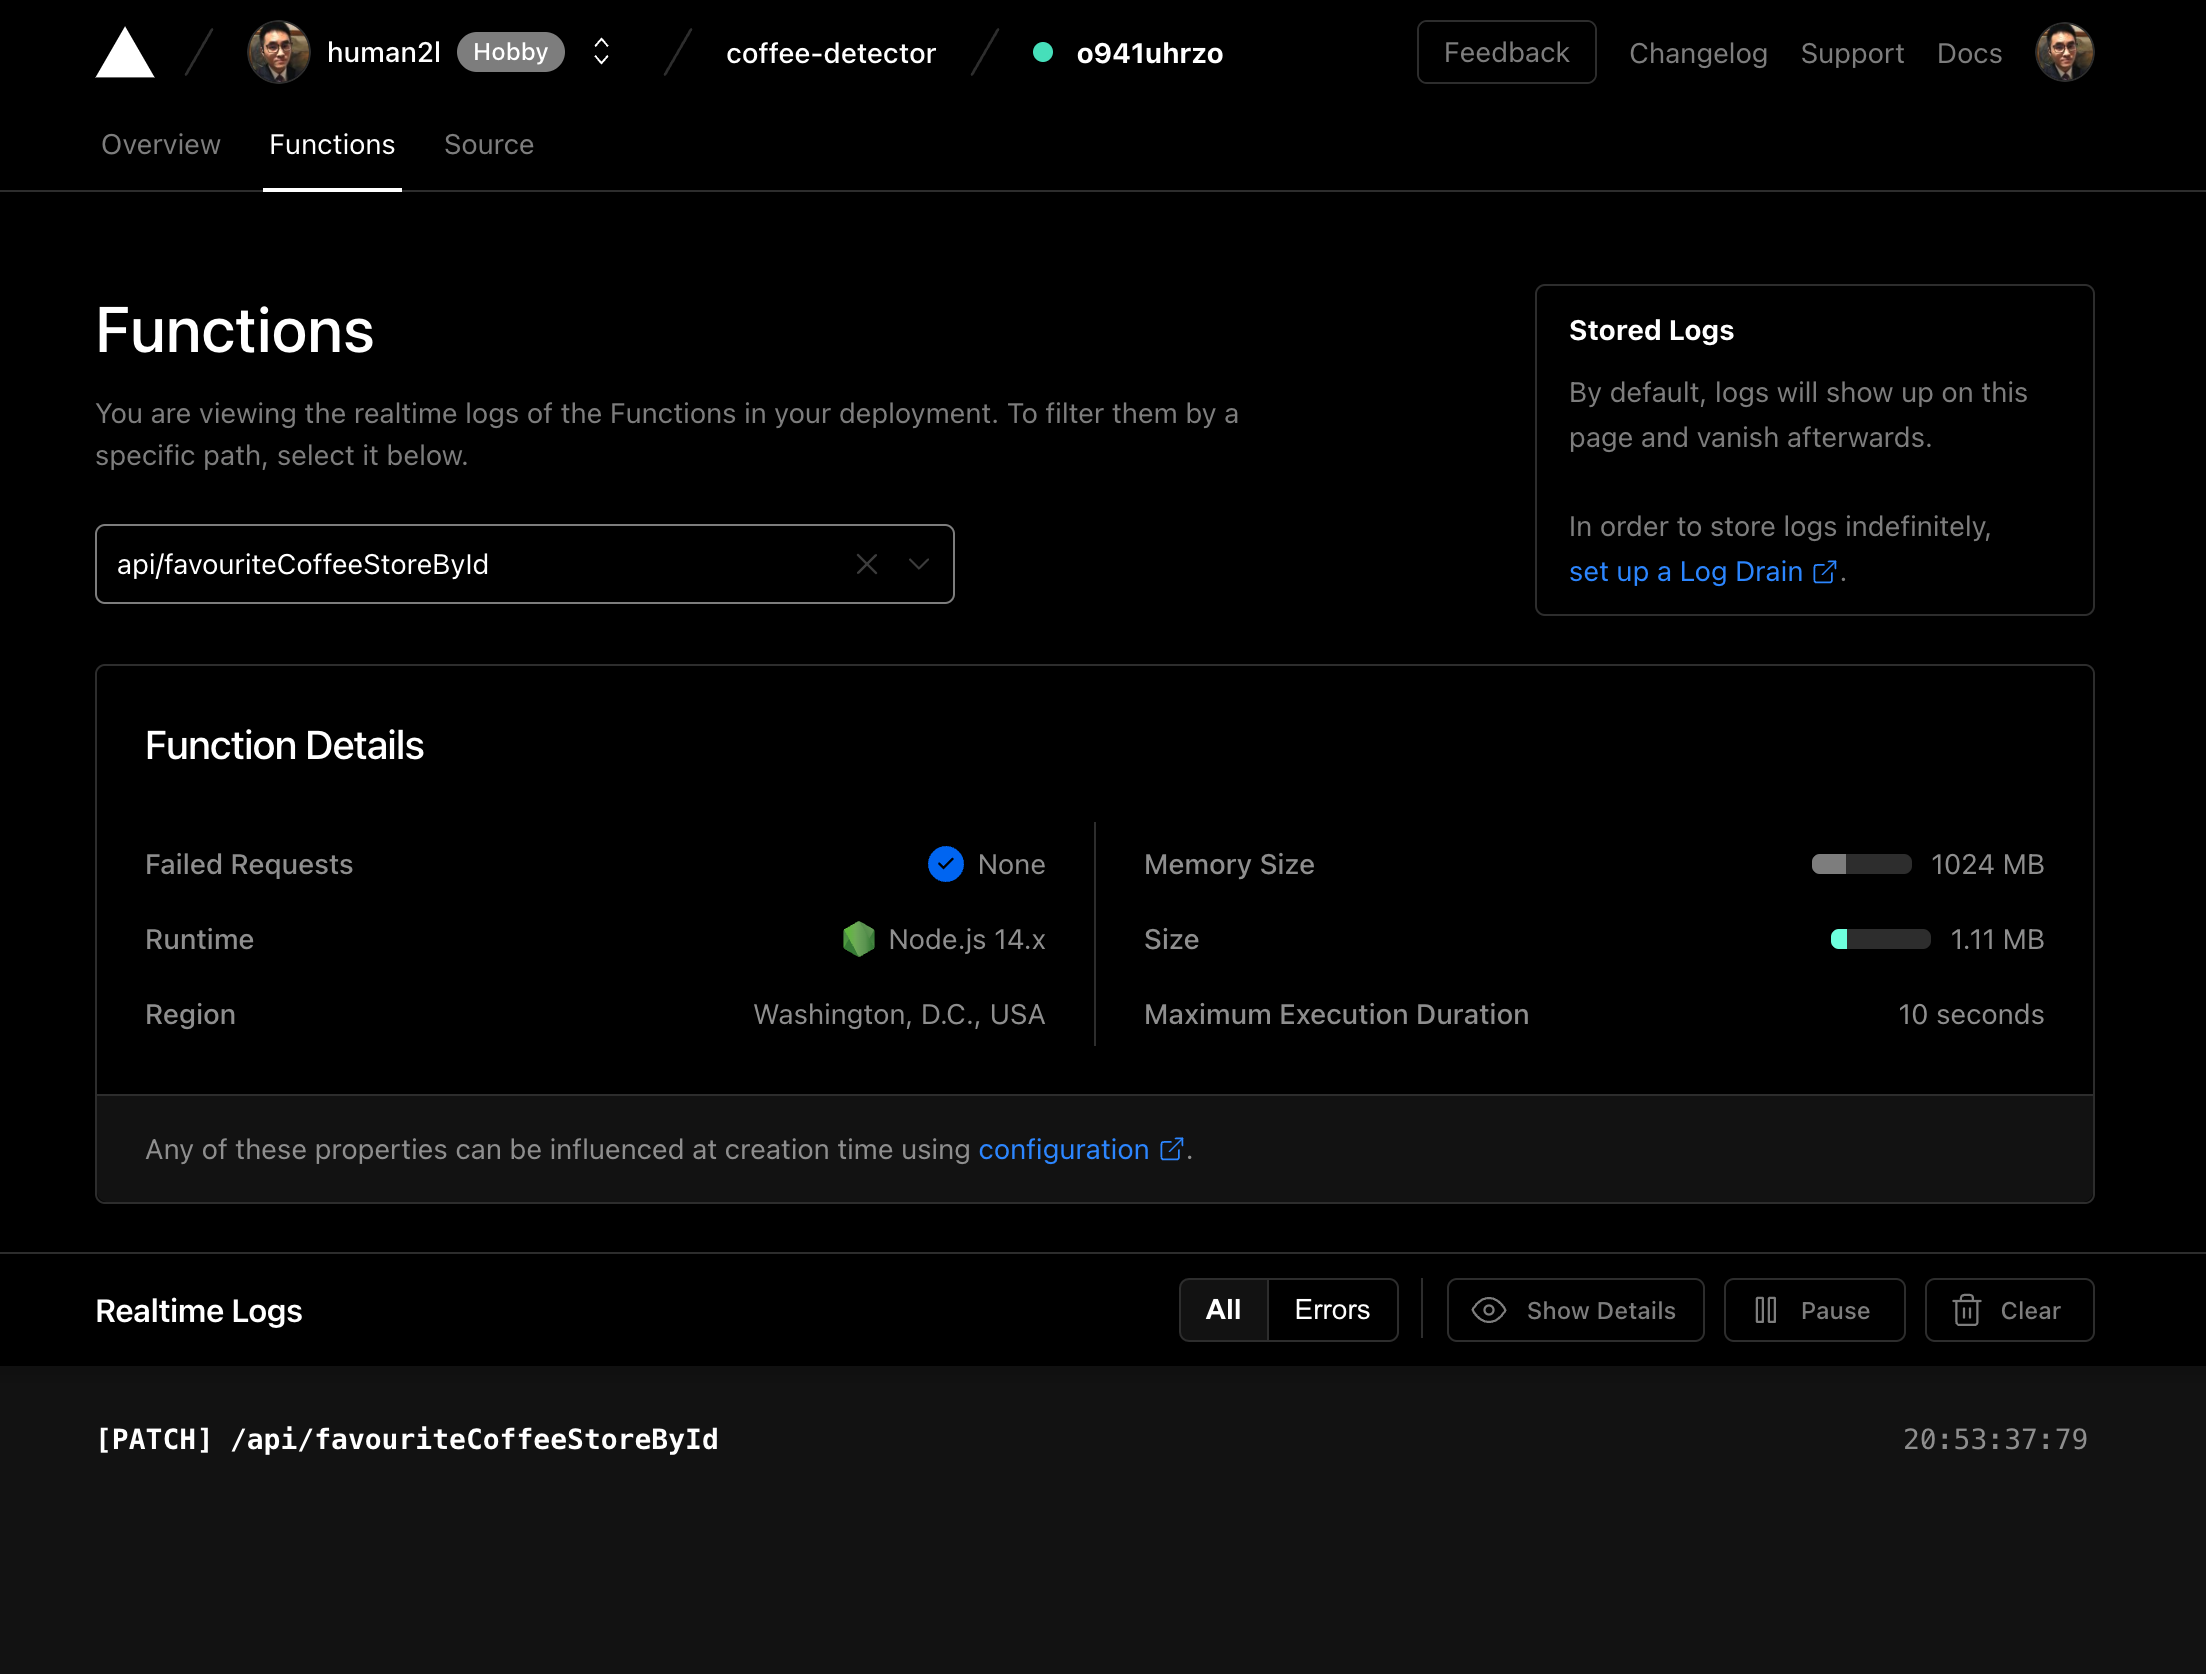 human2l Hobby coffee-detector o941uhrzo Feedback Changelog Support Docs
Overview Functions Source
Functions
You are viewing the realtime logs of the Functions in your deployment. To filter them by a
specific path, select it below.
api/favouriteCoffeeStoreById
Stored Logs
By default, logs will show up on this
page and vanish afterwards.
In order to store logs indefinitely,
set up a Log Drain .
Function Details
Failed Requests None
Runtime Node.js 14.x
Region Washington, D.C., USA
Memory Size 1024 MB
Size 1.11 MB
Maximum Execution Duration 10 seconds
Any of these properties can be influenced at creation time using configuration .
Realtime Logs All Errors Show Details Pause Clear
[PATCH] /api/favouriteCoffeeStoreById 20:53:37:79